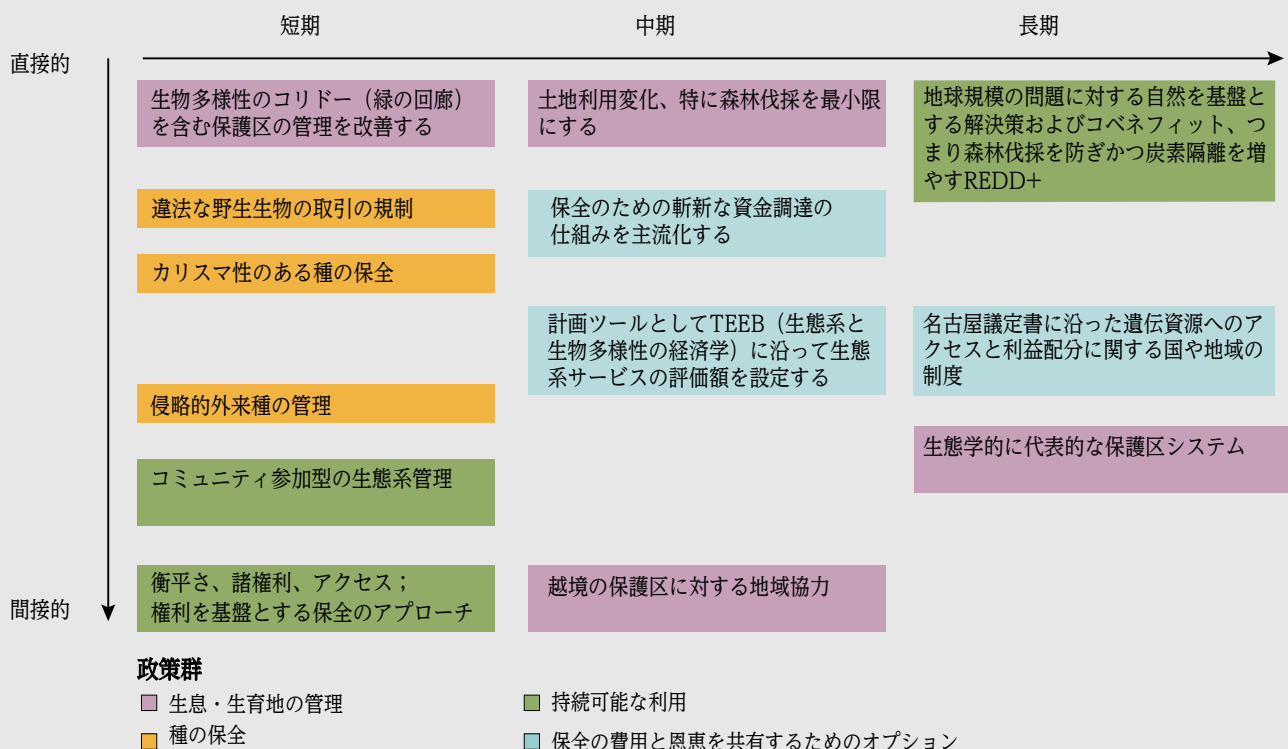 短期
中期
長期
直接的
生物多様性のコリドー（緑の回廊）
を含む保護区の管理を改善する
土地利用変化、特に森林伐採を最小限
にする
地球規模の問題に対する自然を基盤と
する解決策およびコベネフィット、つ
まり森林伐採を防ぎかつ炭素隔離を増
やすREDD+
違法な野生生物の取引の規制
保全のための斬新な資金調達の
仕組みを主流化する
カリスマ性のある種の保全
計画ツールとしてTEEB（生態系と
生物多様性の経済学）に沿って生態
系サービスの評価額を設定する
名古屋議定書に沿った遺伝資源へのア
クセスと利益配分に関する国や地域の
制度
侵略的外来種の管理
生態学的に代表的な保護区システム
コミュニティ参加型の生態系管理
衡平さ、諸権利、アクセス；
権利を基盤とする保全のアプローチ
越境の保護区に対する地域協力
間接的
政策群
生息・生育地の管理
持続可能な利用
種の保全
保全の費用と恩恵を共有するためのオプション